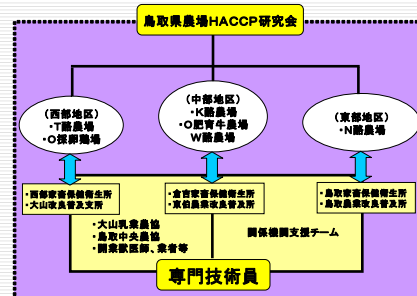 鳥取県農場HACCP研究会
（西部地区）
・T酪農場
・O採卵鶏場
（中部地区）
・K酪農場
・O肥育牛農場
W酪農場
（東部地区）
・N酪農場
・西部家畜保健衛生所
・大山改良普及支所
・倉吉家畜保健衛生所
・東伯農業改良普及所
・鳥取家畜保健衛生所
・鳥取農業改良普及所
・大山乳業農協
・鳥取中央農協
・開業獣医師、業者等
関係機関支援チーム
専門技術員